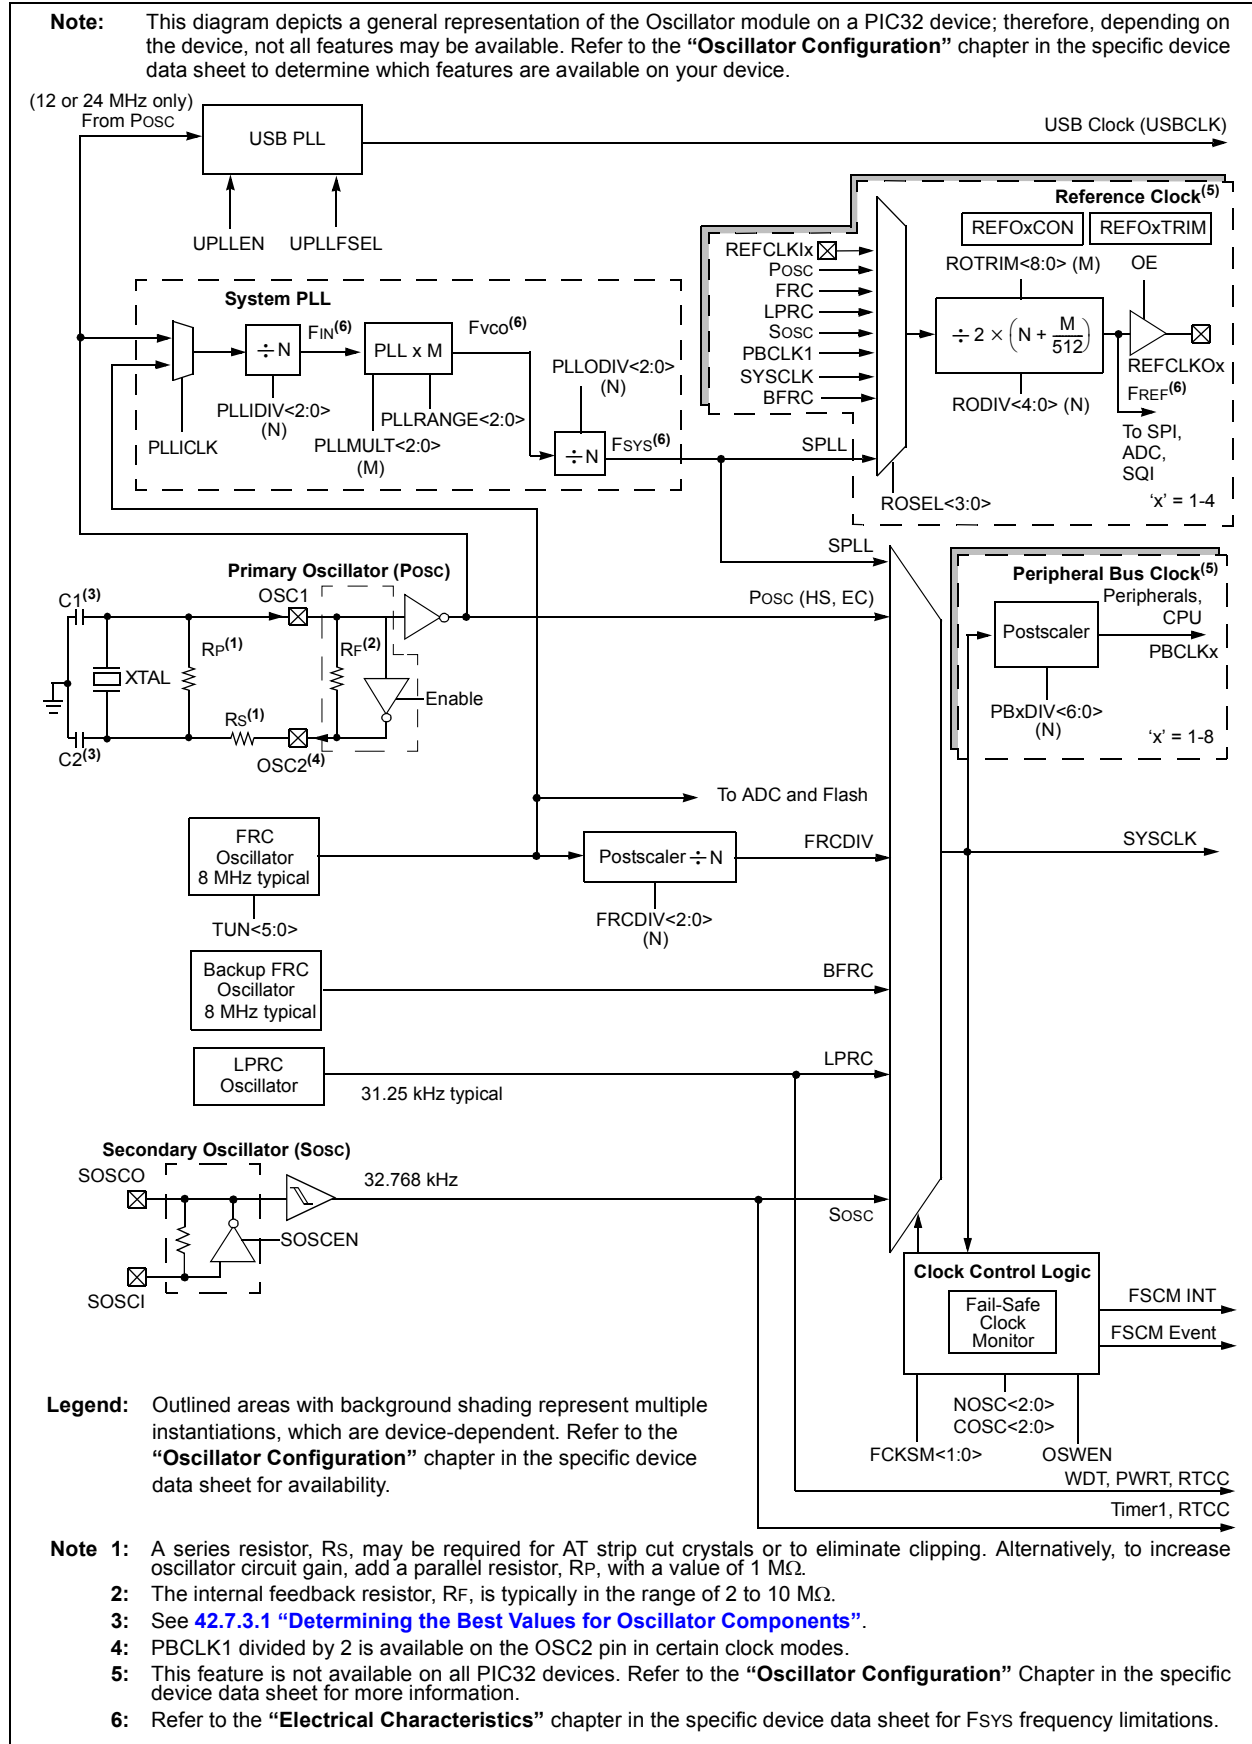 Note: This diagram depicts a general representation of the Oscillator module on a PIC32 device; therefore, depending on
the device, not all features may be available. Refer to the “Oscillator Configuration” chapter in the specific device
data sheet to determine which features are available on your device.
(12 or 24 MHz only)
From POSC
USB PLL
USB Clock (USBCLK)
UPLLEN
UPLLFSEL
Reference Clock(5)
REFOxCON
REFOxTRIM
REFCLKIx
POSC
FRC
LPRC
SOSC
PBCLK1
SYSCLK
BFRC
SPLL
ROTRIM<8:0> (M)
OE
÷ 2 × (N + M/512)
REFCLKOx
RODIV<4:0> (N)
FREF(6)
To SPI,
ADC,
SQI
ROSEL<3:0>
‘x’ = 1-4
System PLL
÷ N
FIN(6)
PLL x M
FVCO(6)
PLLODIV<2:0>
(N)
PLLIDIV<2:0>
(N)
PLLRANGE<2:0>
PLLICLK
PLLMULT<2:0>
(M)
÷ N
FSYS(6)
SPLL
Primary Oscillator (POSC)
C1(3)
OSC1
POSC (HS, EC)
RP(1)
RF(2)
XTAL
Enable
RS(1)
C2(3)
OSC2(4)
Peripheral Bus Clock(5)
Peripherals,
CPU
Postscaler
PBCLKx
PBxDIV<6:0>
(N)
‘x’ = 1-8
To ADC and Flash
FRC
Oscillator
8 MHz typical
Postscaler ÷ N
FRCDIV
SYSCLK
TUN<5:0>
FRCDIV<2:0>
(N)
Backup FRC
Oscillator
8 MHz typical
BFRC
LPRC
Oscillator
LPRC
31.25 kHz typical
Secondary Oscillator (SOSC)
SOSCO
32.768 kHz
SOSC
SOSCEN
SOSCI
Clock Control Logic
Fail-Safe
Clock
Monitor
FSCM INT
FSCM Event
NOSC<2:0>
COSC<2:0>
FCKSM<1:0>
OSWEN
WDT, PWRT, RTCC
Timer1, RTCC
Legend: Outlined areas with background shading represent multiple
instantiations, which are device-dependent. Refer to the
“Oscillator Configuration” chapter in the specific device
data sheet for availability.
Note 1: A series resistor, RS, may be required for AT strip cut crystals or to eliminate clipping. Alternatively, to increase
oscillator circuit gain, add a parallel resistor, RP, with a value of 1 MΩ.
2: The internal feedback resistor, RF, is typically in the range of 2 to 10 MΩ.
3: See 42.7.3.1 “Determining the Best Values for Oscillator Components”.
4: PBCLK1 divided by 2 is available on the OSC2 pin in certain clock modes.
5: This feature is not available on all PIC32 devices. Refer to the “Oscillator Configuration” Chapter in the specific
device data sheet for more information.
6: Refer to the “Electrical Characteristics” chapter in the specific device data sheet for FSYS frequency limitations.